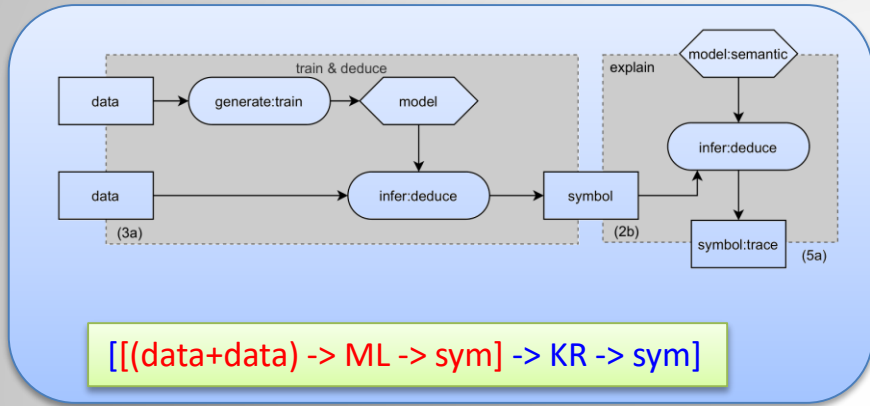 train & deduce
data
generate:train
model
data
infer:deduce
symbol
(3a)
(2b)
explain
model:semantic
infer:deduce
symbol:trace
(5a)
[[(data+data) -> ML -> sym] -> KR -> sym]